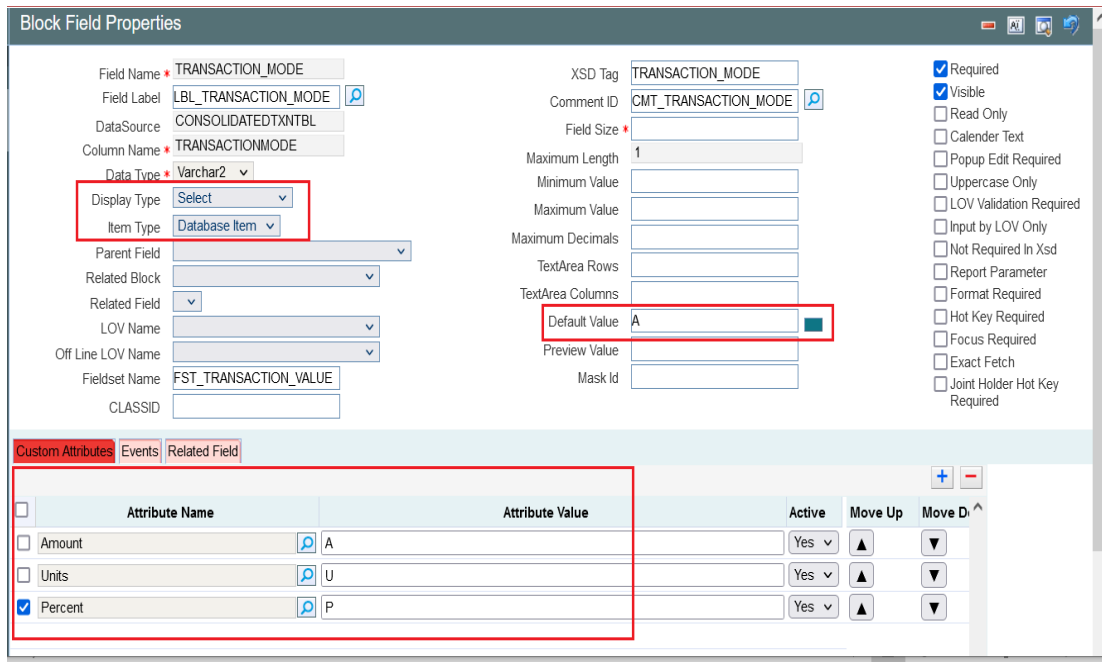 Block Field Properties
Field Name * TRANSACTION_MODE
Field Label LBL_TRANSACTION_MODE
DataSource CONSOLIDATEDTXNTBL
Column Name * TRANSACTIONMODE
Data Type * Varchar2
Display Type Select
Item Type Database Item
Parent Field
Related Block
Related Field
LOV Name
Off Line LOV Name
Fieldset Name FST_TRANSACTION_VALUE
CLASSID
XSD Tag TRANSACTION_MODE
Comment ID CMT_TRANSACTION_MODE
Field Size *
Maximum Length 1
Minimum Value
Maximum Value
Maximum Decimals
TextArea Rows
TextArea Columns
Default Value A
Preview Value
Mask Id
Required
Visible
Read Only
Calender Text
Popup Edit Required
Uppercase Only
LOV Validation Required
Input by LOV Only
Not Required In Xsd
Report Parameter
Format Required
Hot Key Required
Focus Required
Exact Fetch
Joint Holder Hot Key
Required
Custom Attributes Events Related Field
Attribute Name Attribute Value Active Move Up Move D
Amount A Yes
Units U Yes
Percent P Yes